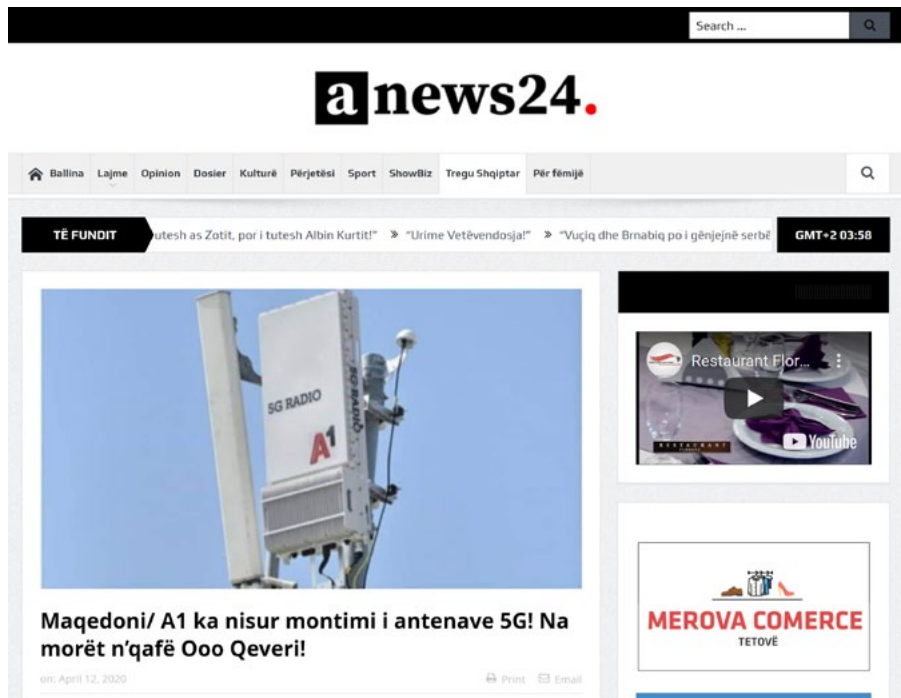 Search ...
anews24.
Ballina Lajme Opinion Dosier Kulturë Përjetësi Sport ShowBiz Tregu Shqiptar Për fëmijë
TË FUNDIT utesh as Zotit, por i tutesh Albin Kurtit!” » “Urime Vetëvendosja!” » “Vuçiq dhe Brnabiq po i gënjejnë serbë GMT+2 03:58
5G RADIO
5G RADIO
A1
Restaurant Flor...
RESTAURANT
YouTube
Maqedoni/ A1 ka nisur montimi i antenave 5G! Na
morët n’qafë Ooo Qeveri!
on: April 12, 2020 Print Email
MEROVA COMERCE
TETOVË